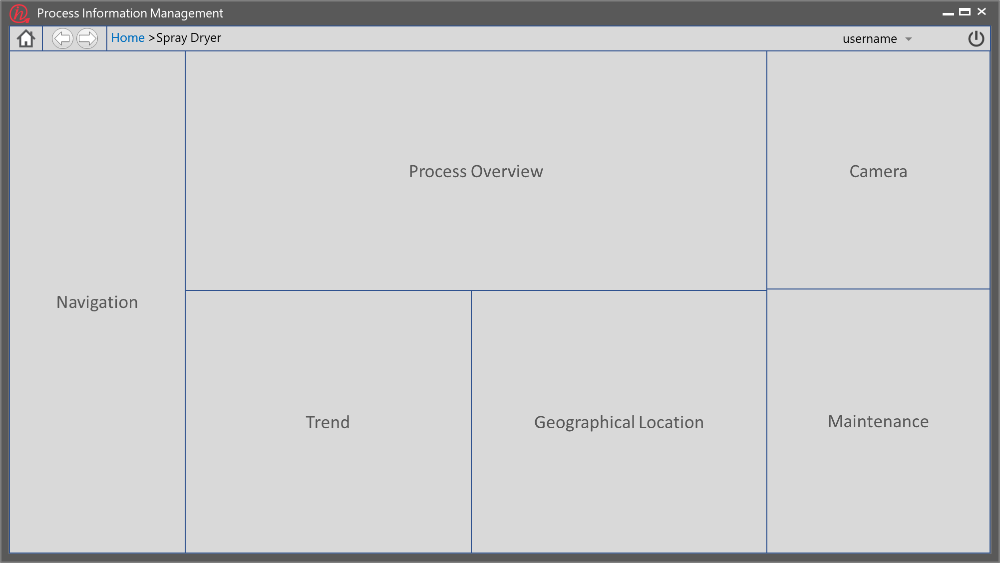 Process Information Management
Home >Spray Dryer
username
Process Overview
Camera
Navigation
Trend
Geographical Location
Maintenance